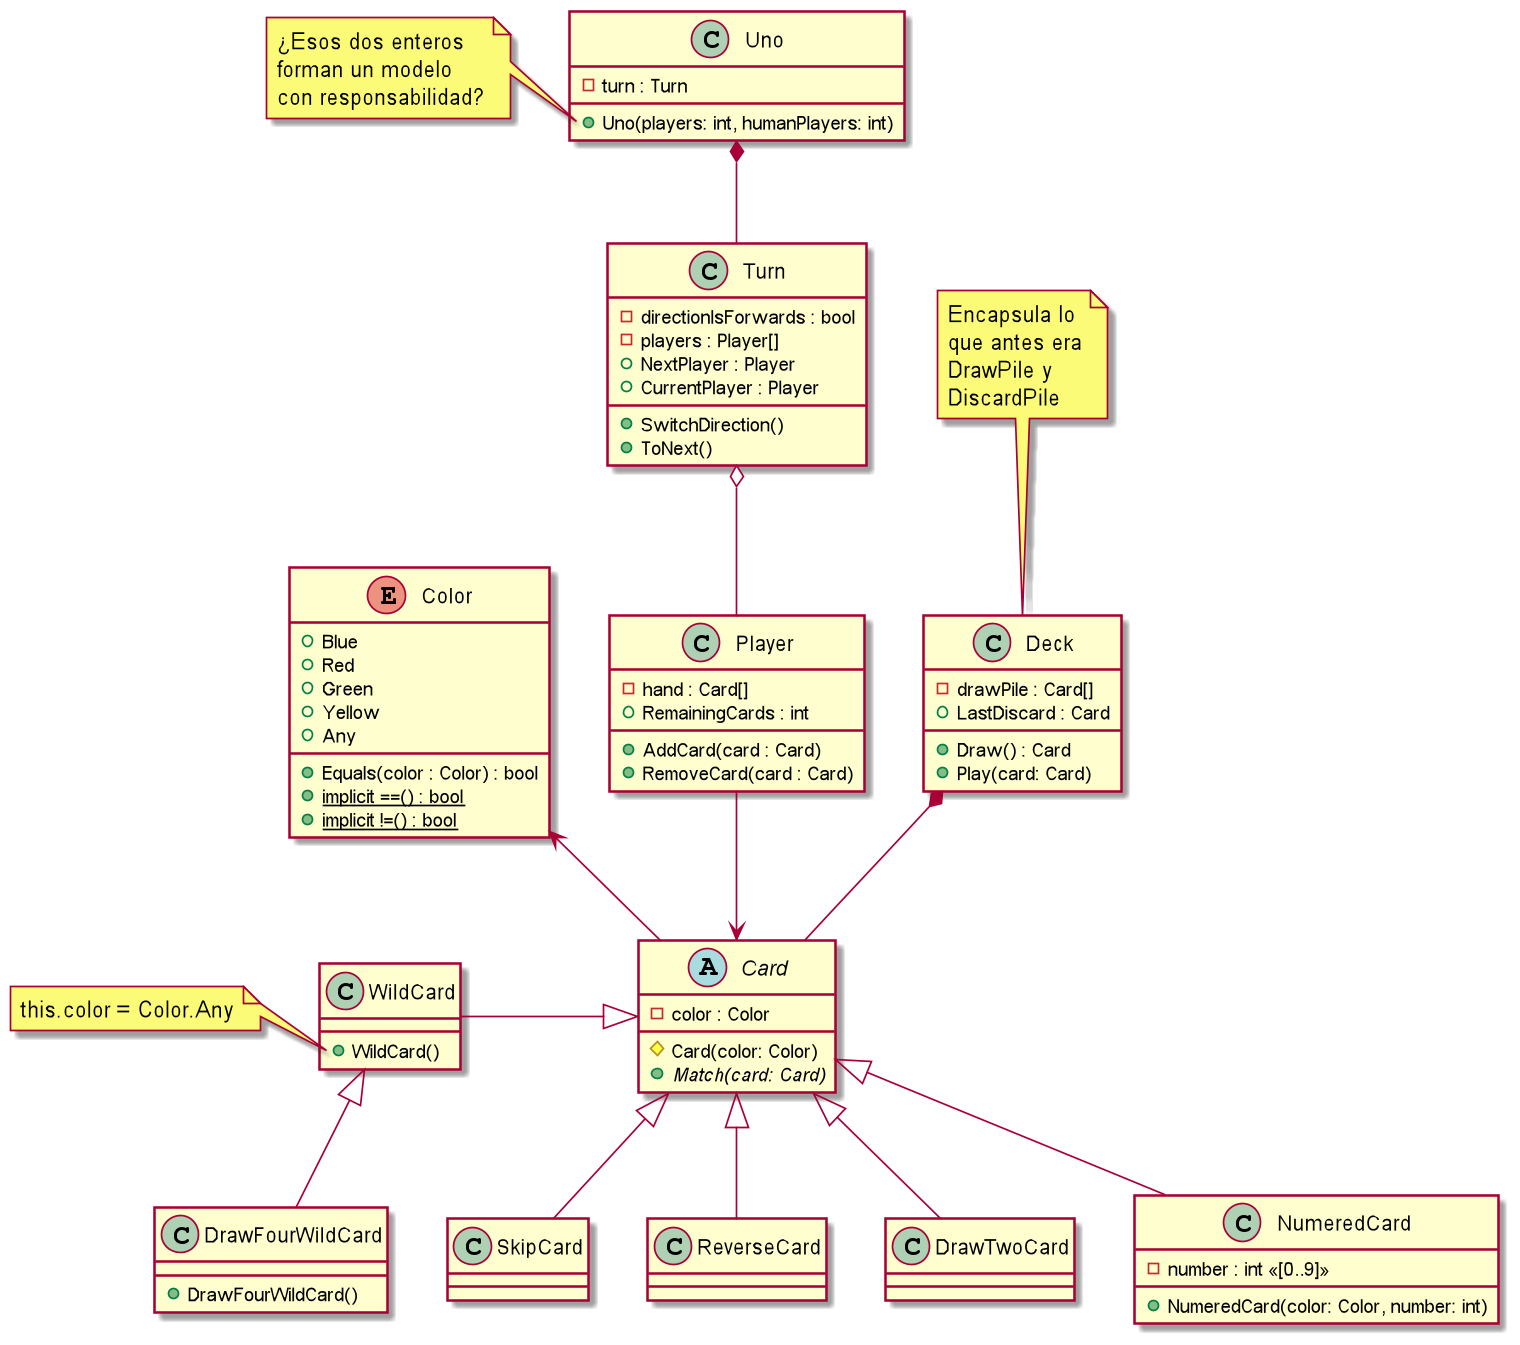 ¿Esos dos enteros
forman un modelo
con responsabilidad?
C Uno
turn : Turn
Uno(players: int, humanPlayers: int)
C Turn
directionIsForwards : bool
players : Player[]
NextPlayer : Player
CurrentPlayer : Player
SwitchDirection()
ToNext()
Encapsula lo
que antes era
DrawPile y
DiscardPile
E Color
Blue
Red
Green
Yellow
Any
Equals(color : Color) : bool
implicit ==() : bool
implicit !=() : bool
C Player
hand : Card[]
RemainingCards : int
AddCard(card : Card)
RemoveCard(card : Card)
C Deck
drawPile : Card[]
LastDiscard : Card
Draw() : Card
Play(card: Card)
this.color = Color.Any
C WildCard
WildCard()
A Card
color : Color
Card(color: Color)
Match(card: Card)
C DrawFourWildCard
DrawFourWildCard()
C SkipCard
C ReverseCard
C DrawTwoCard
C NumeredCard
number : int «[0..9]»
NumeredCard(color: Color, number: int)